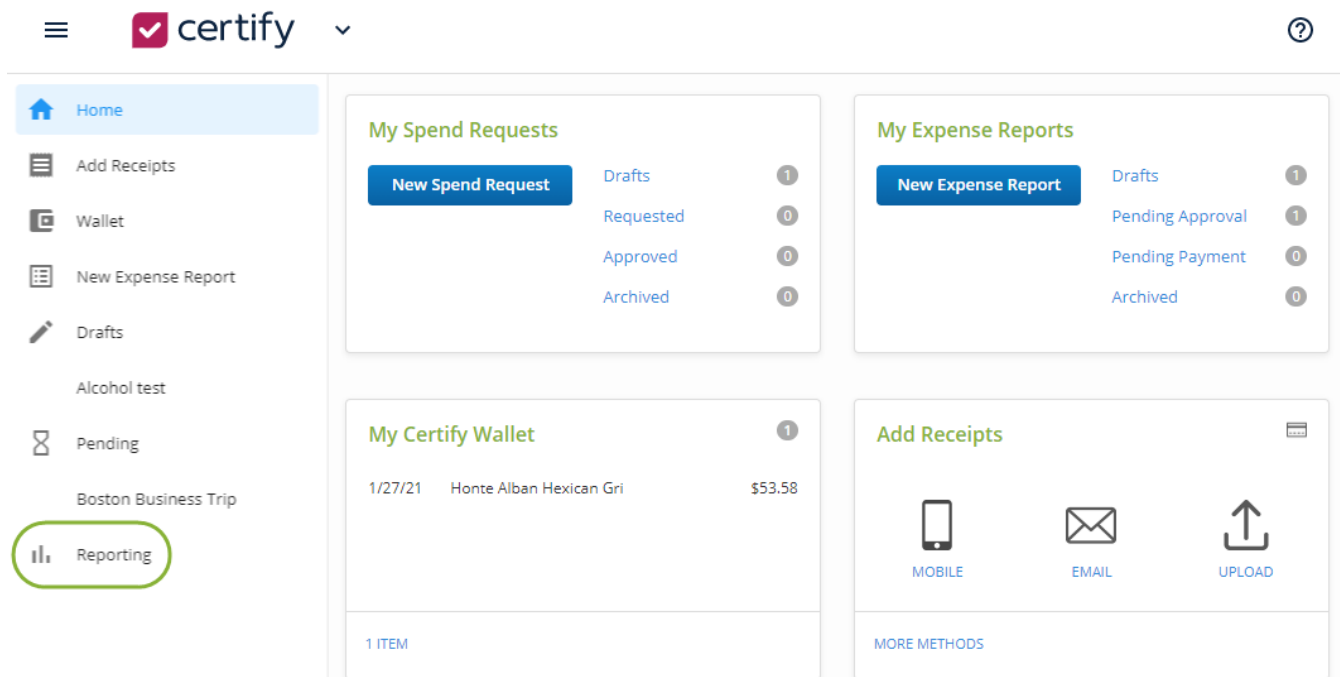 certify
Home
Add Receipts
Wallet
New Expense Report
Drafts
Alcohol test
Pending
Boston Business Trip
Reporting
My Spend Requests
New Spend Request
Drafts 1
Requested 0
Approved 0
Archived 0
My Expense Reports
New Expense Report
Drafts 1
Pending Approval 1
Pending Payment 0
Archived 0
My Certify Wallet 1
1/27/21 Honte Alban Hexican Gri $53.58
1 ITEM
Add Receipts
MOBILE EMAIL UPLOAD
MORE METHODS